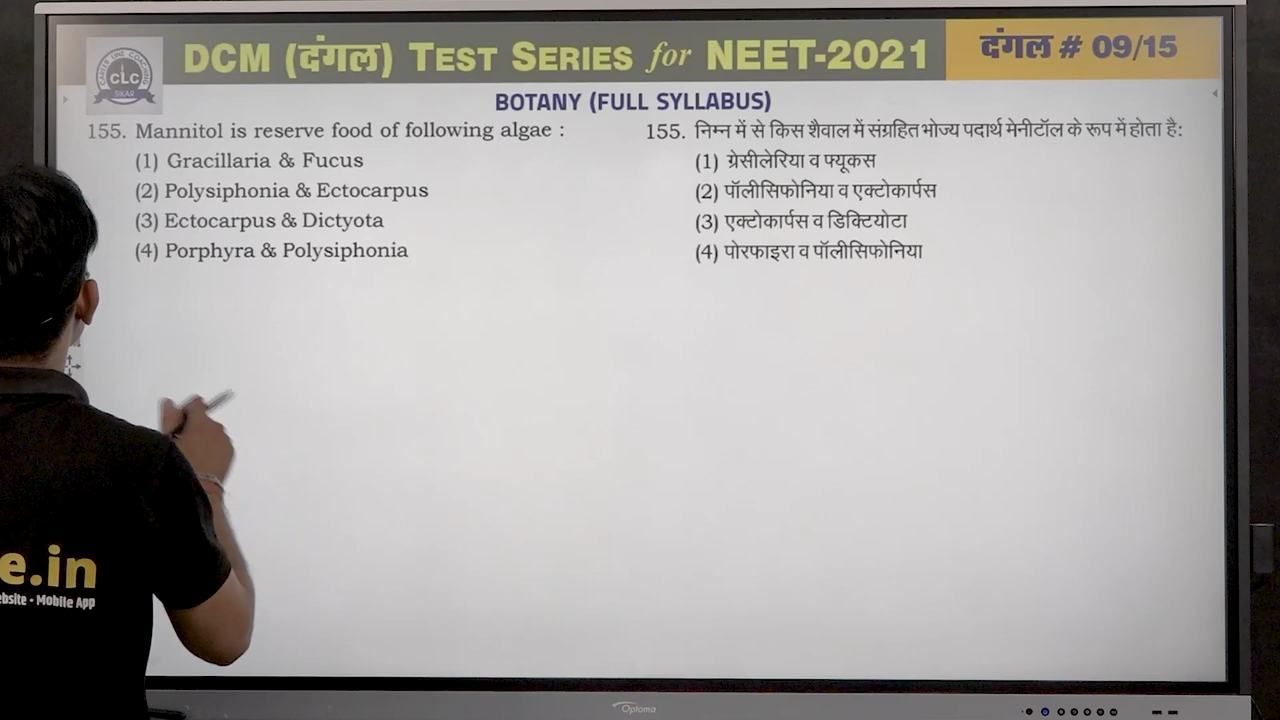 DCM (दंगल) TEST SERIES for NEET-2021
दंगल # 09/15
CLC
SIKAR
BOTANY (FULL SYLLABUS)
155. Mannitol is reserve food of following algae :
(1) Gracillaria & Fucus
(2) Polysiphonia & Ectocarpus
(3) Ectocarpus & Dictyota
(4) Porphyra & Polysiphonia
155. निम्न में से किस शैवाल में संग्रहित भोज्य पदार्थ मेनीटॉल के रूप में होता है:
(1) ग्रेसीलेरिया व फ्यूकस
(2) पॉलीसिफोनिया व एक्टोकार्पस
(3) एक्टोकार्पस व डिक्टियोटा
(4) पोरफाइरा व पॉलीसिफोनिया
e.in
ebsite • Mobile App
Optoma